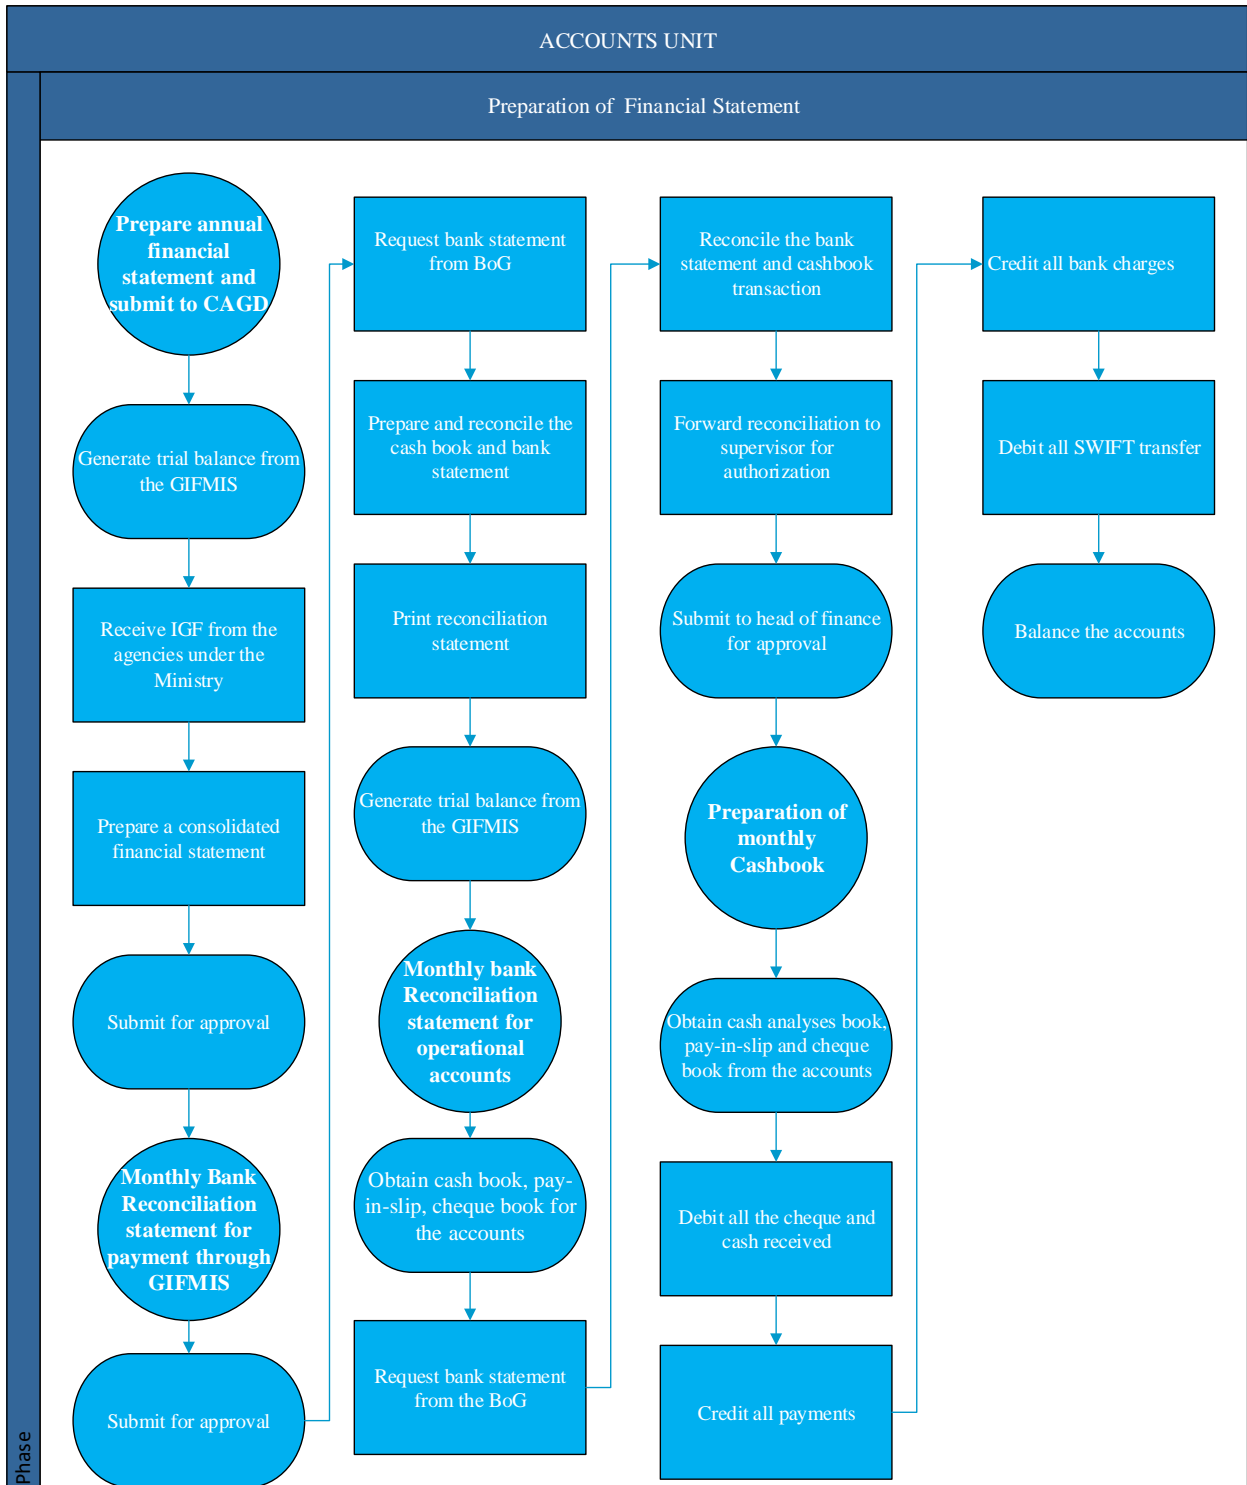 ACCOUNTS UNIT
Preparation of Financial Statement
Phase
Prepare annual
financial
statement and
submit to CAGD
Generate trial balance from
the GIFMIS
Receive IGF from the
agencies under the
Ministry
Prepare a consolidated
financial statement
Submit for approval
Monthly Bank
Reconciliation
statement for
payment through
GIFMIS
Submit for approval
Request bank statement
from BoG
Prepare and reconcile the
cash book and bank
statement
Print reconciliation
statement
Generate trial balance from
the GIFMIS
Monthly bank
Reconciliation
statement for
operational
accounts
Obtain cash book, pay-
in-slip, cheque book for
the accounts
Request bank statement
from the BoG
Reconcile the bank
statement and cashbook
transaction
Forward reconciliation to
supervisor for
authorization
Submit to head of finance
for approval
Preparation of
monthly
Cashbook
Obtain cash analyses book,
pay-in-slip and cheque
book from the accounts
Debit all the cheque and
cash received
Credit all payments
Credit all bank charges
Debit all SWIFT transfer
Balance the accounts